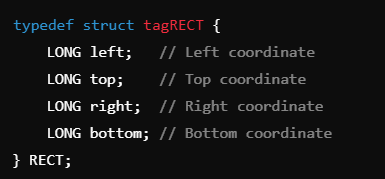 typedef struct tagRECT {
    LONG left;   // Left coordinate
    LONG top;    // Top coordinate
    LONG right;  // Right coordinate
    LONG bottom; // Bottom coordinate
} RECT;